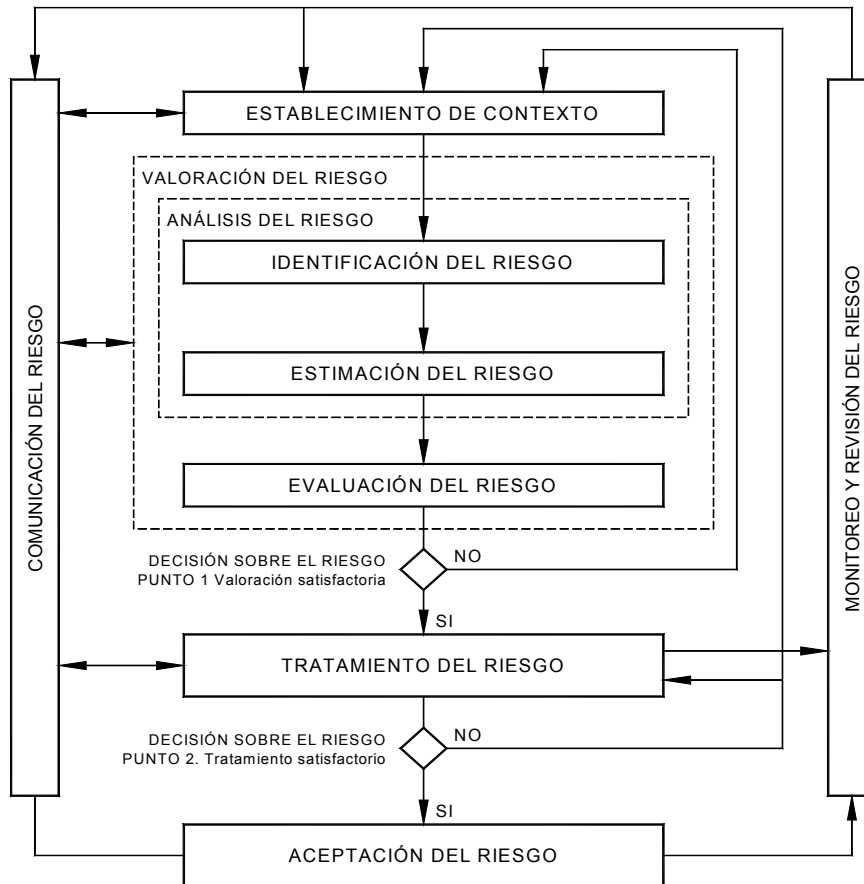 ESTABLECIMIENTO DE CONTEXTO
VALORACIÓN DEL RIESGO
ANÁLISIS DEL RIESGO
IDENTIFICACIÓN DEL RIESGO
ESTIMACIÓN DEL RIESGO
EVALUACIÓN DEL RIESGO
COMUNICACIÓN DEL RIESGO
MONITOREO Y REVISIÓN DEL RIESGO
DECISIÓN SOBRE EL RIESGO
PUNTO 1 Valoración satisfactoria
NO
SI
TRATAMIENTO DEL RIESGO
DECISIÓN SOBRE EL RIESGO
PUNTO 2. Tratamiento satisfactorio
NO
SI
ACEPTACIÓN DEL RIESGO